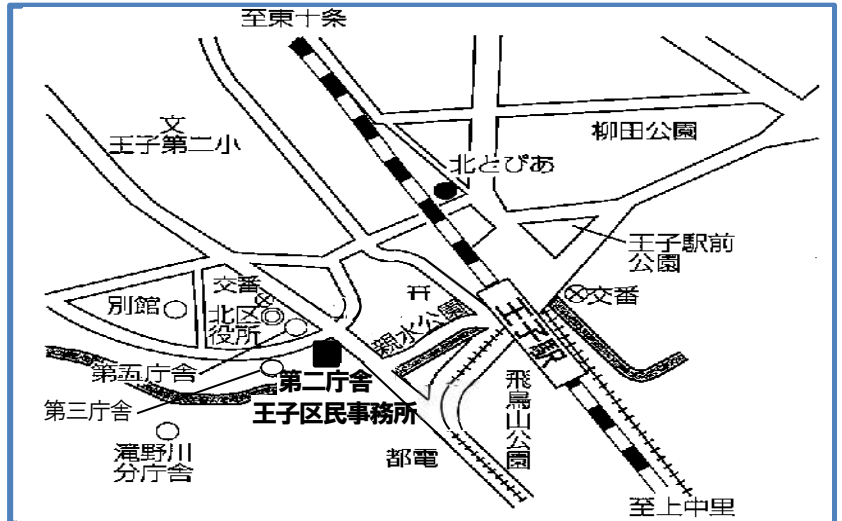 至東十条
文
王子第二小
柳田公園
北とぴあ
王子駅前
公園
交番
別館
北区
役所
交番
親水公園
王子駅
第五庁舎
第三庁舎
第二庁舎
王子区民事務所
飛鳥山公園
滝野川
分庁舎
都電
至上中里